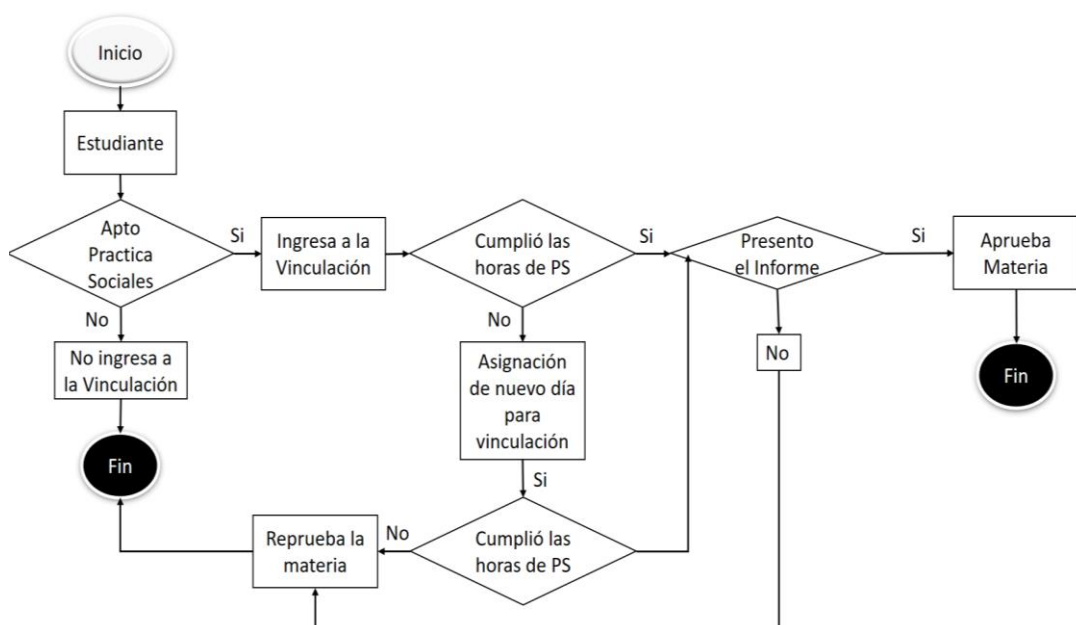 Inicio
Estudiante
Apto
Practica
Sociales
Si
Ingresa a la
Vinculación
Cumplió las
horas de PS
Si
Presento
el Informe
Si
Aprueba
Materia
No
No ingresa a
la Vinculación
Fin
No
Asignación
de nuevo día
para
vinculación
Si
No
Fin
Cumplió las
horas de PS
No
Reprueba la
materia